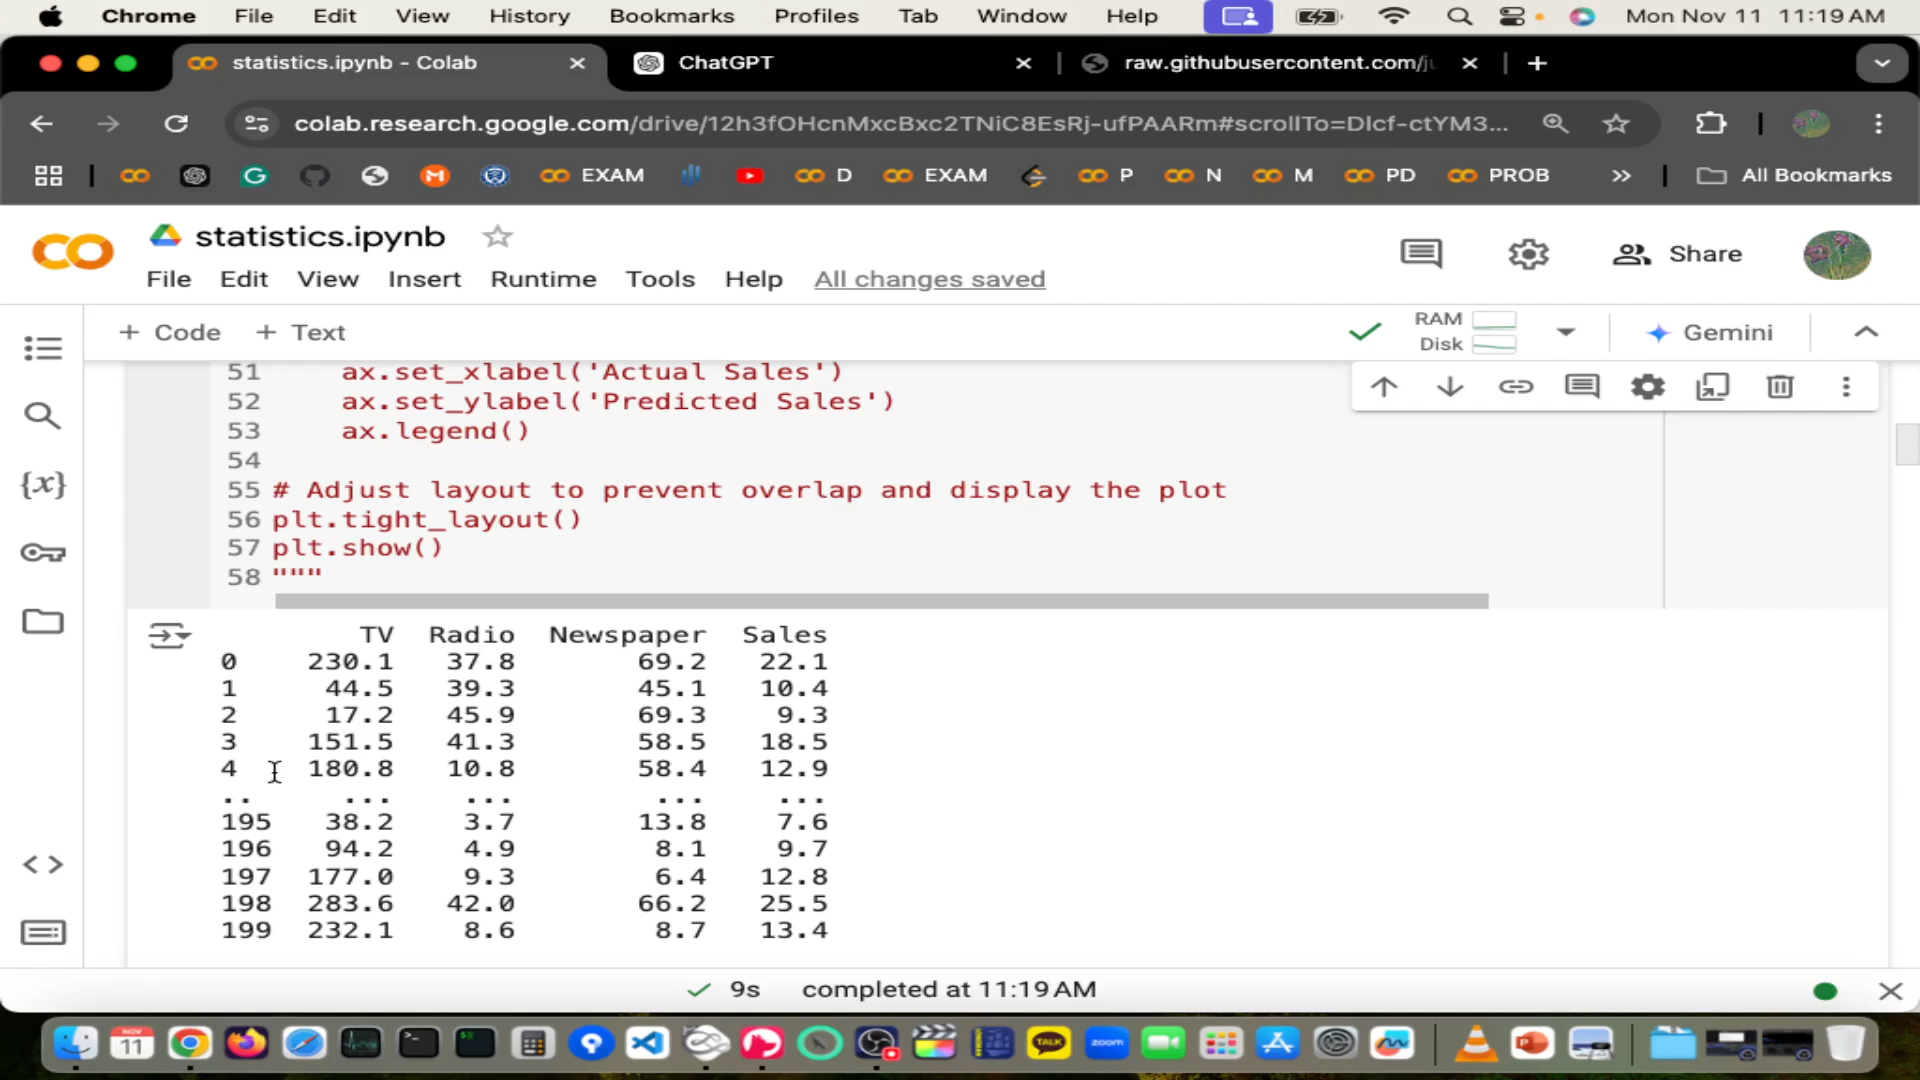 Chrome File Edit View History Bookmarks Profiles Tab Window Help Mon Nov 11 11:19 AM
statistics.ipynb - Colab ChatGPT raw.githubusercontent.com/ju
colab.research.google.com/drive/12h3fOHcnMxcBxc2TNiC8EsRj-ufPAARm#scrollTo=DIcf-ctYM3...
EXAM D EXAM P N M PD PROB » All Bookmarks
statistics.ipynb
File Edit View Insert Runtime Tools Help All changes saved
Share
+ Code + Text
RAM
Disk
Gemini
51 ax.set_xlabel('Actual Sales')
52 ax.set_ylabel('Predicted Sales')
53 ax.legend()
54
55 # Adjust layout to prevent overlap and display the plot
56 plt.tight_layout()
57 plt.show()
58 """
TV Radio Newspaper Sales
0 230.1 37.8 69.2 22.1
1 44.5 39.3 45.1 10.4
2 17.2 45.9 69.3 9.3
3 151.5 41.3 58.5 18.5
4 180.8 10.8 58.4 12.9
.. ... ... ... ...
195 38.2 3.7 13.8 7.6
196 94.2 4.9 8.1 9.7
197 177.0 9.3 6.4 12.8
198 283.6 42.0 66.2 25.5
199 232.1 8.6 8.7 13.4
9s completed at 11:19 AM
NOV
11
TALK
zoom